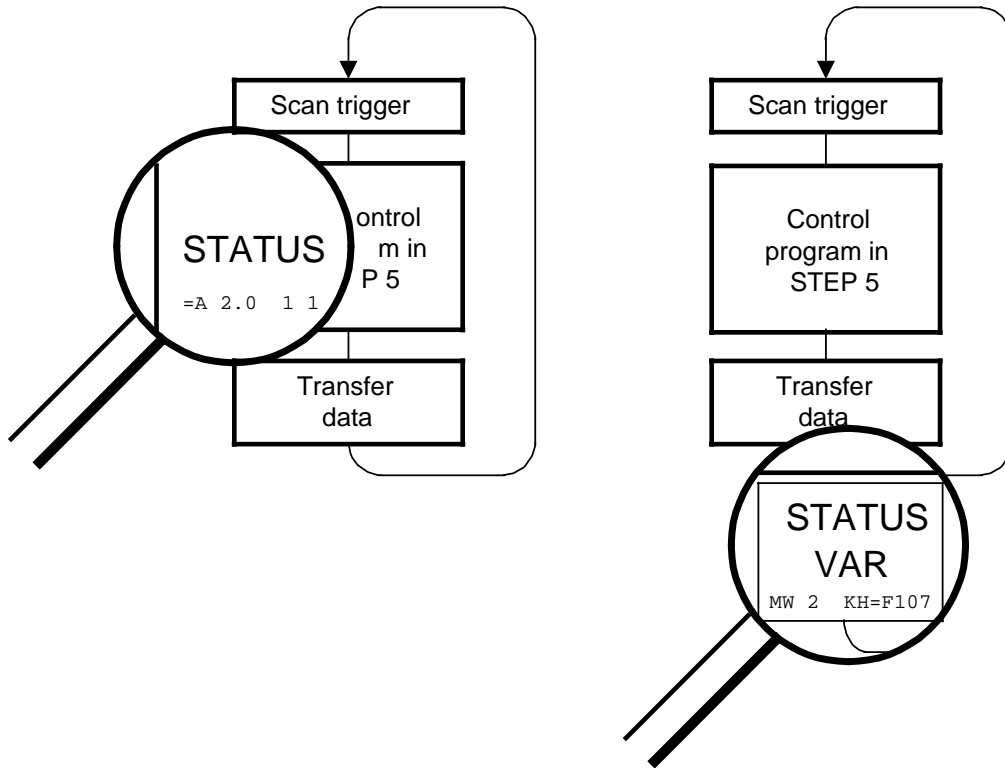 Scan trigger
ontrol
m in
P 5
STATUS
=A 2.0 1 1
Transfer
data
Scan trigger
Control
program in
STEP 5
Transfer
data
STATUS
VAR
MW 2 KH=F107